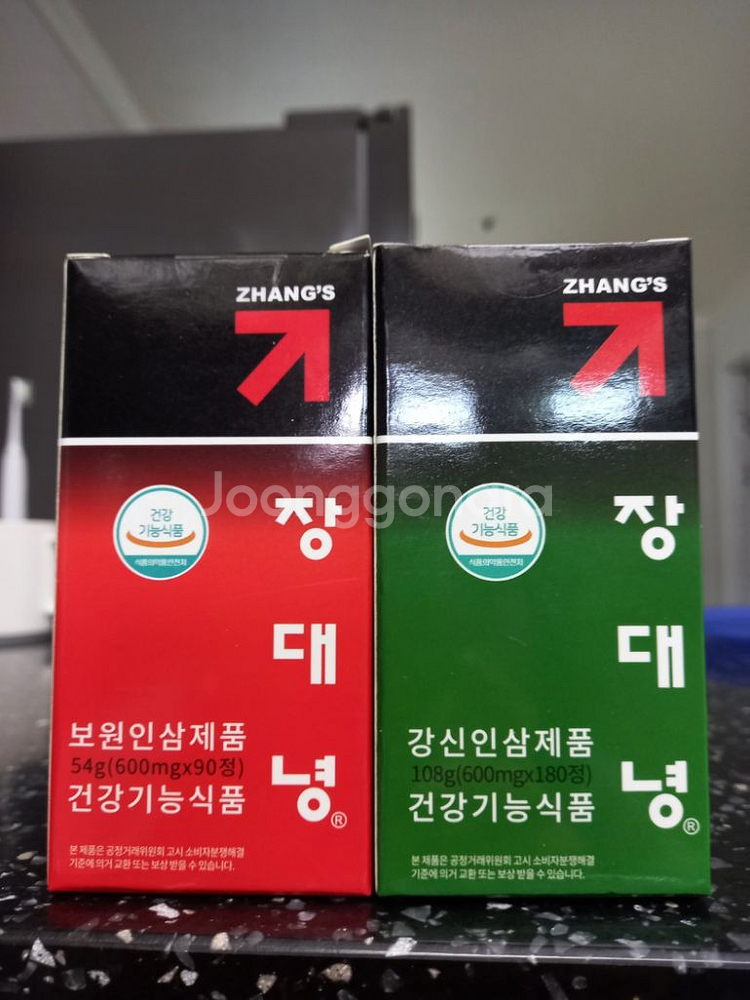 ZHANG'S
건강
기능식품
식품의약품안전처
장
대
녕®
보원인삼제품
54g(600mgx90정)
건강기능식품
본 제품은 공정거래위원회 고시 소비자분쟁해결
기준에 의거 교환 또는 보상 받을 수 있습니다.
ZHANG'S
건강
기능식품
식품의약품안전처
장
대
녕®
강신인삼제품
108g(600mgx180정)
건강기능식품
본 제품은 공정거래위원회 고시 소비자분쟁해결
기준에 의거 교환 또는 보상 받을 수 있습니다.
Joonggonara